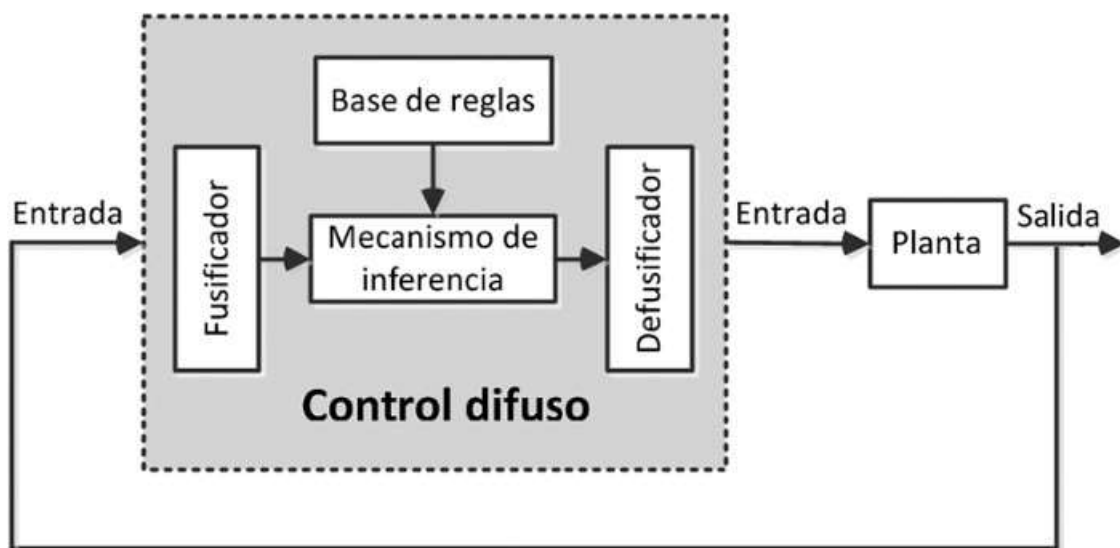 Base de reglas
Entrada
Fusificador
Mecanismo de
inferencia
Defusificador
Entrada
Planta
Salida
Control difuso